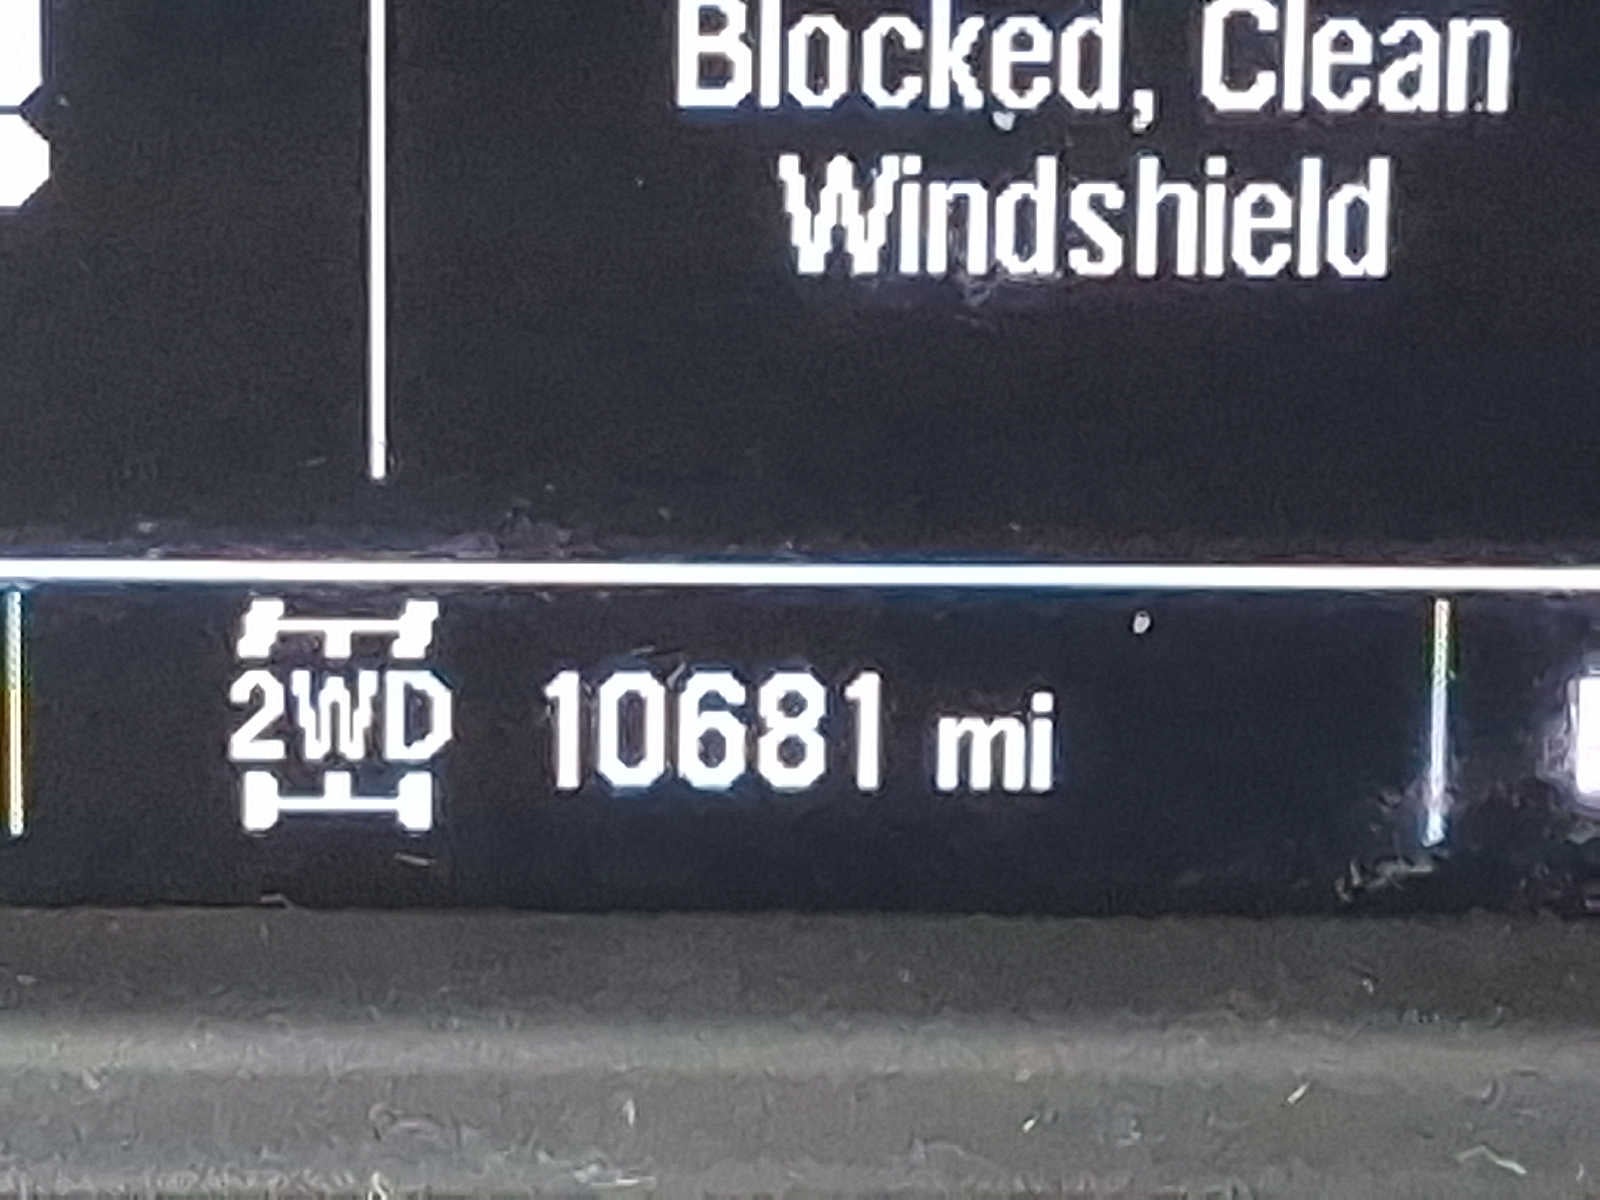 Blocked, Clean
Windshield
2WD 10681 mi